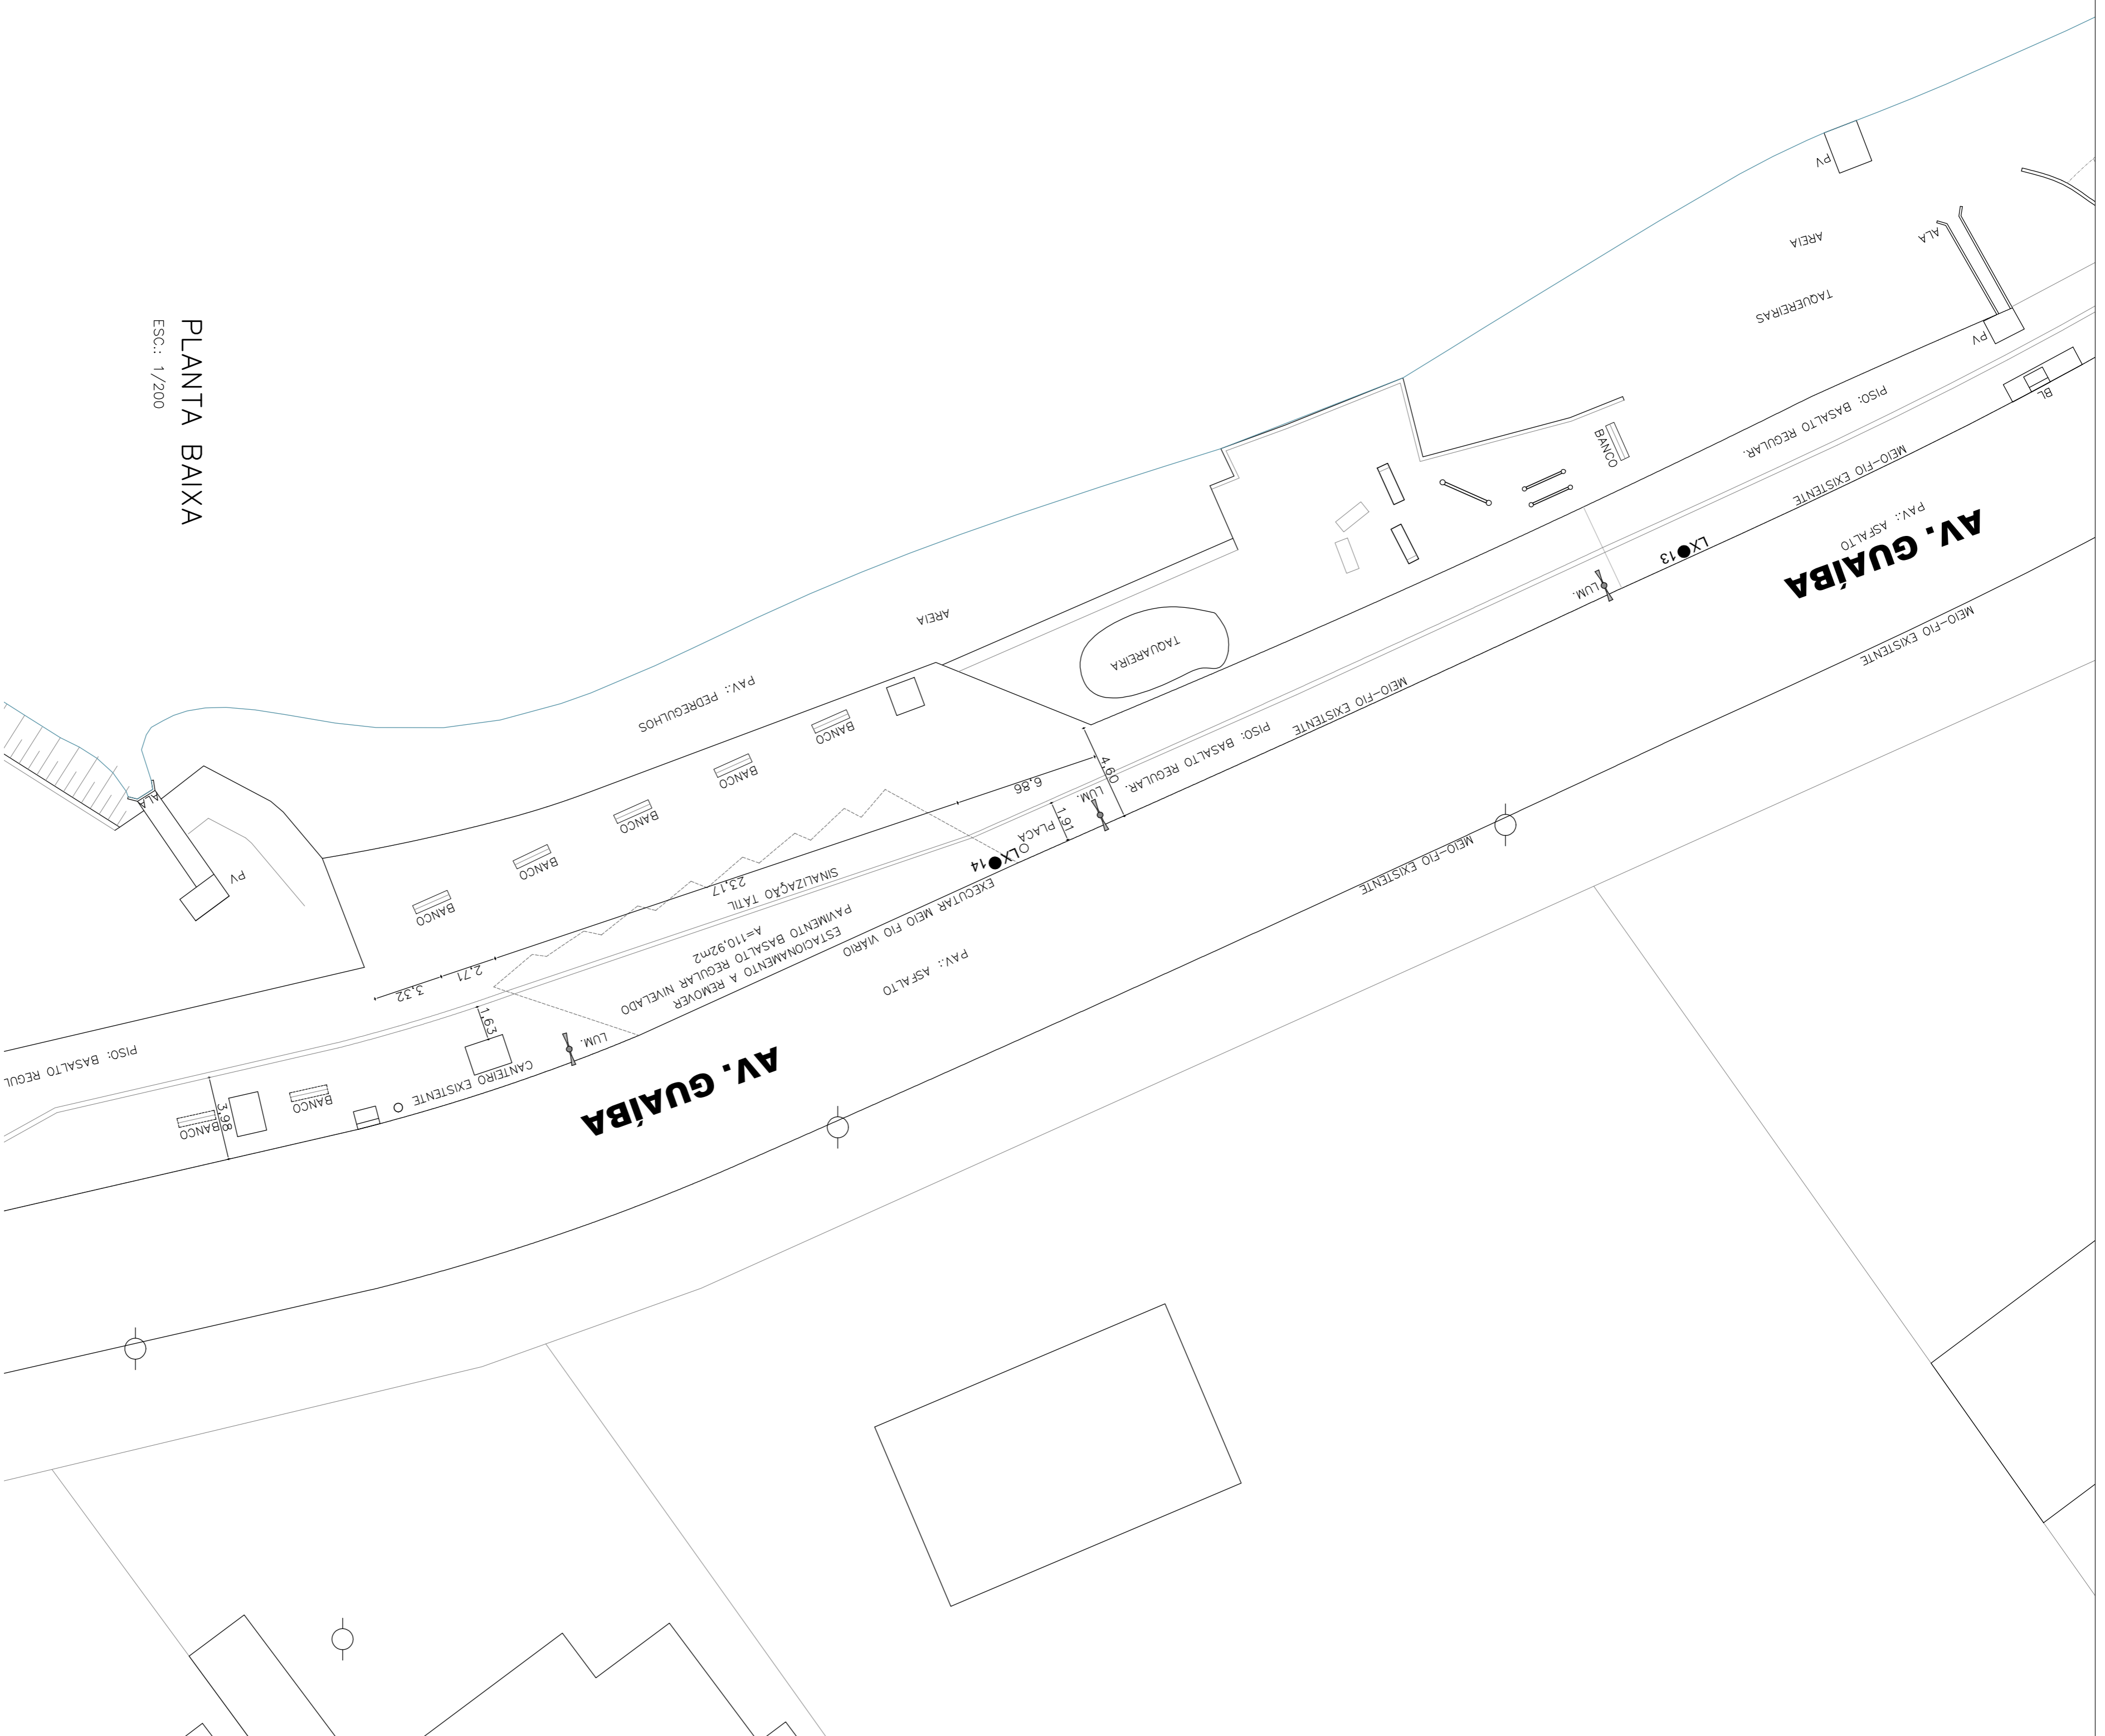 PLANTA BAIXA
ESC.: 1/200
PV
ALA
AREIA
TAQUEREIRAS
PV
BL
PISO: BASALTO REGULAR.
MEIO-FIO EXISTENTE
PAV.: ASFALTO
AV. GUAÍBA
MEIO-FIO EXISTENTE
BANCO
LX 13
LUM.
TAQUAREIRA
AREIA
MEIO-FIO EXISTENTE
PISO: BASALTO REGULAR.
PAV.: PEDREGULHOS
BANCO
BANCO
BANCO
BANCO
BANCO
4,60
6,86
1,91
LUM.
PLACA
LX 14
23,17
SINALIZAÇÃO TÁTIL
EXECUTAR MEIO FIO VIÁRIO
ESTACIONAMENTO A REMOVER
PAVIMENTO BASALTO REGULAR NIVELADO
A=110,92m2
PAV.: ASFALTO
MEIO-FIO EXISTENTE
2,71
3,32
1,63
LUM.
CANTEIRO EXISTENTE
AV. GUAÍBA
ALA
PV
PISO: BASALTO REGUL
BANCO
BANCO
3,98